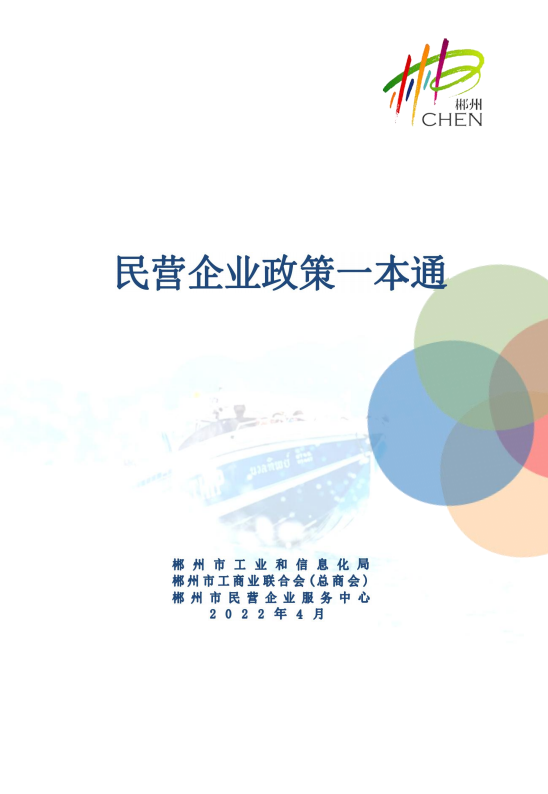 郴州
CHEN
民营企业政策一本通
郴州市工业和信息化局
郴州市工商业联合会(总商会)
郴州市民营企业服务中心
2022年4月